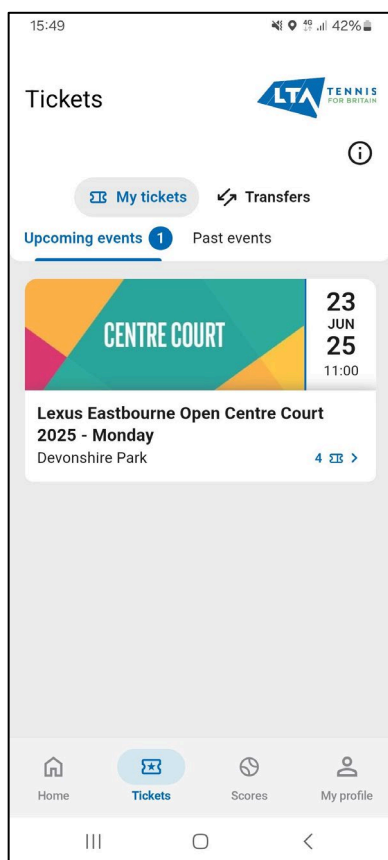 15:49
4G
42%
Tickets
LTA
TENNIS
FOR BRITAIN
My tickets
Transfers
Upcoming events 1
Past events
CENTRE COURT
23
JUN
25
11:00
Lexus Eastbourne Open Centre Court
2025 - Monday
Devonshire Park
4
Home
Tickets
Scores
My profile